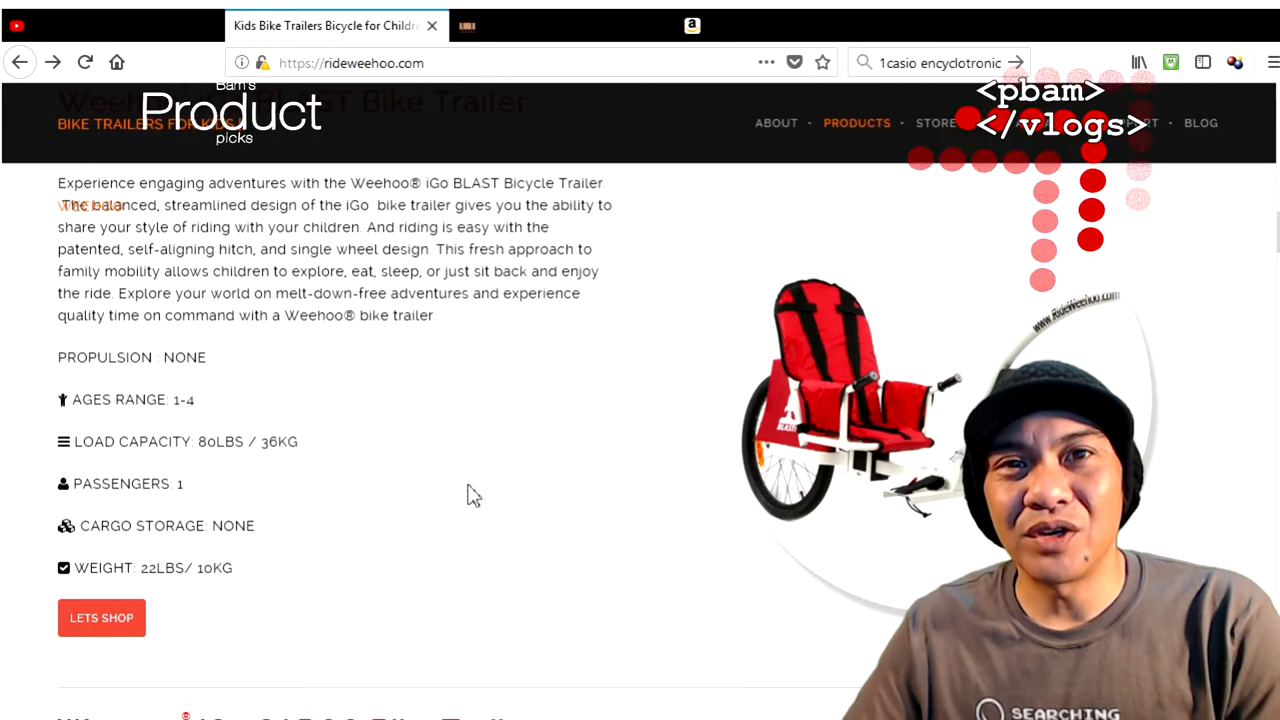 Kids Bike Trailers Bicycle for Childre
https://rideweehoo.com
1casio encyclotronic
Bam's
Product
picks
BIKE TRAILERS FOR KIDS
ABOUT • PRODUCTS • STORE
BLOG
<pbam>
</vlogs>
BLAST Bike Trailer
Experience engaging adventures with the Weehoo® iGo BLAST Bicycle Trailer.
The balanced, streamlined design of the iGo bike trailer gives you the ability to
share your style of riding with your children. And riding is easy with the
patented, self-aligning hitch, and single wheel design. This fresh approach to
family mobility allows children to explore, eat, sleep, or just sit back and enjoy
the ride. Explore your world on melt-down-free adventures and experience
quality time on command with a Weehoo® bike trailer
PROPULSION : NONE
AGES RANGE: 1-4
LOAD CAPACITY: 80LBS / 36KG
PASSENGERS: 1
CARGO STORAGE: NONE
WEIGHT: 22LBS/ 10KG
LETS SHOP
www.RideWeehoo.com
BLAST
SEARCHING